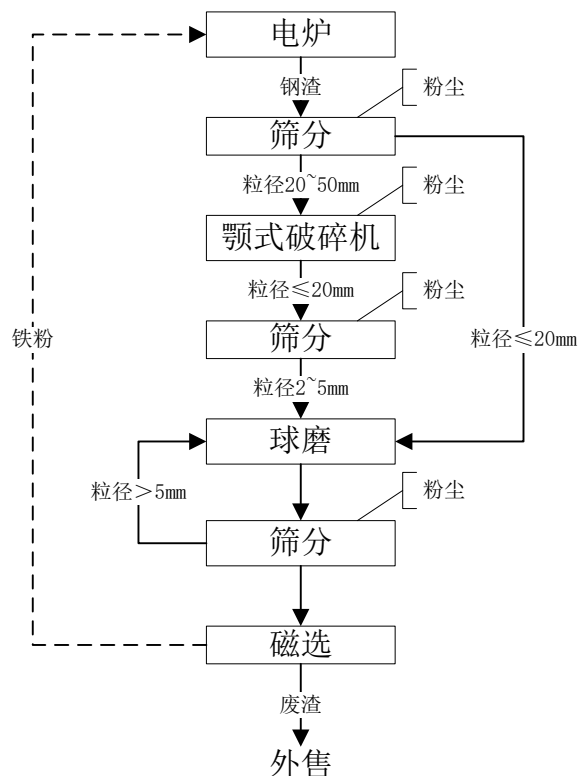 电炉
钢渣
粉尘
筛分
粒径20~50mm
粉尘
颚式破碎机
粒径≤20mm
粉尘
筛分
铁粉
粒径≤20mm
粒径2~5mm
球磨
粒径>5mm
粉尘
筛分
磁选
废渣
外售